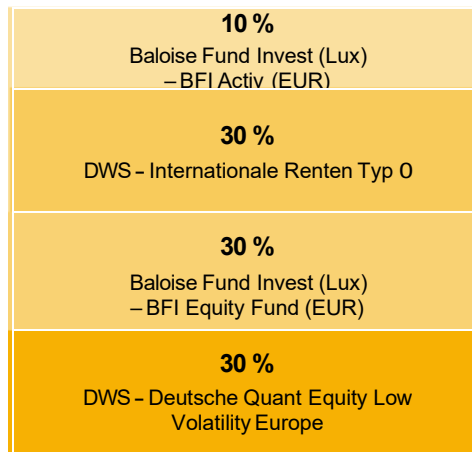 10 %
Baloise Fund Invest (Lux)
– BFI Activ (EUR)
30 %
DWS – Internationale Renten Typ O
30 %
Baloise Fund Invest (Lux)
– BFI Equity Fund (EUR)
30 %
DWS – Deutsche Quant Equity Low
Volatility Europe